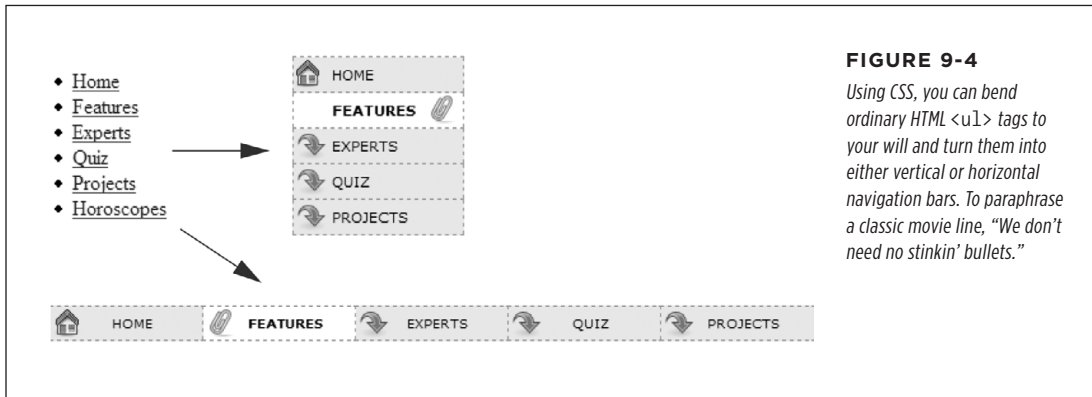 Home
Features
Experts
Quiz
Projects
Horoscopes
HOME
FEATURES
EXPERTS
QUIZ
PROJECTS
HOME FEATURES EXPERTS QUIZ PROJECTS
FIGURE 9-4
Using CSS, you can bend
ordinary HTML <ul> tags to
your will and turn them into
either vertical or horizontal
navigation bars. To paraphrase
a classic movie line, “We don’t
need no stinkin’ bullets.”